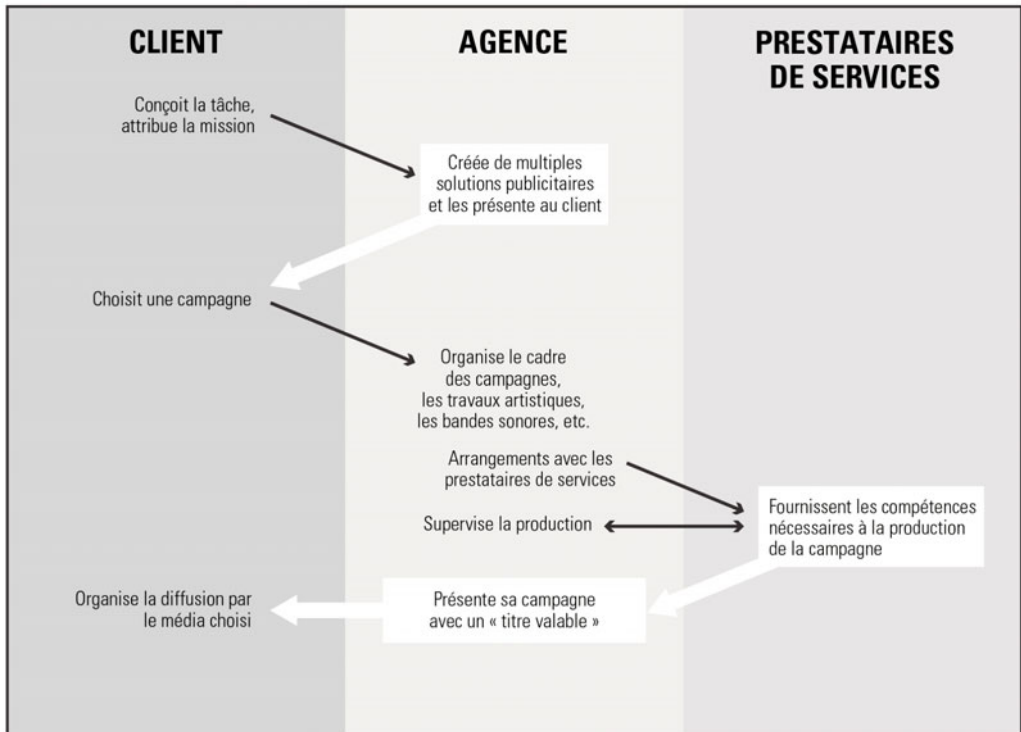 CLIENT
AGENCE
PRESTATAIRES
DE SERVICES
Conçoit la tâche,
attribue la mission
Créée de multiples
solutions publicitaires
et les présente au client
Choisit une campagne
Organise le cadre
des campagnes,
les travaux artistiques,
les bandes sonores, etc.
Arrangements avec les
prestataires de services
Supervise la production
Fournissent les compétences
nécessaires à la production
de la campagne
Organise la diffusion par
le média choisi
Présente sa campagne
avec un « titre valable »